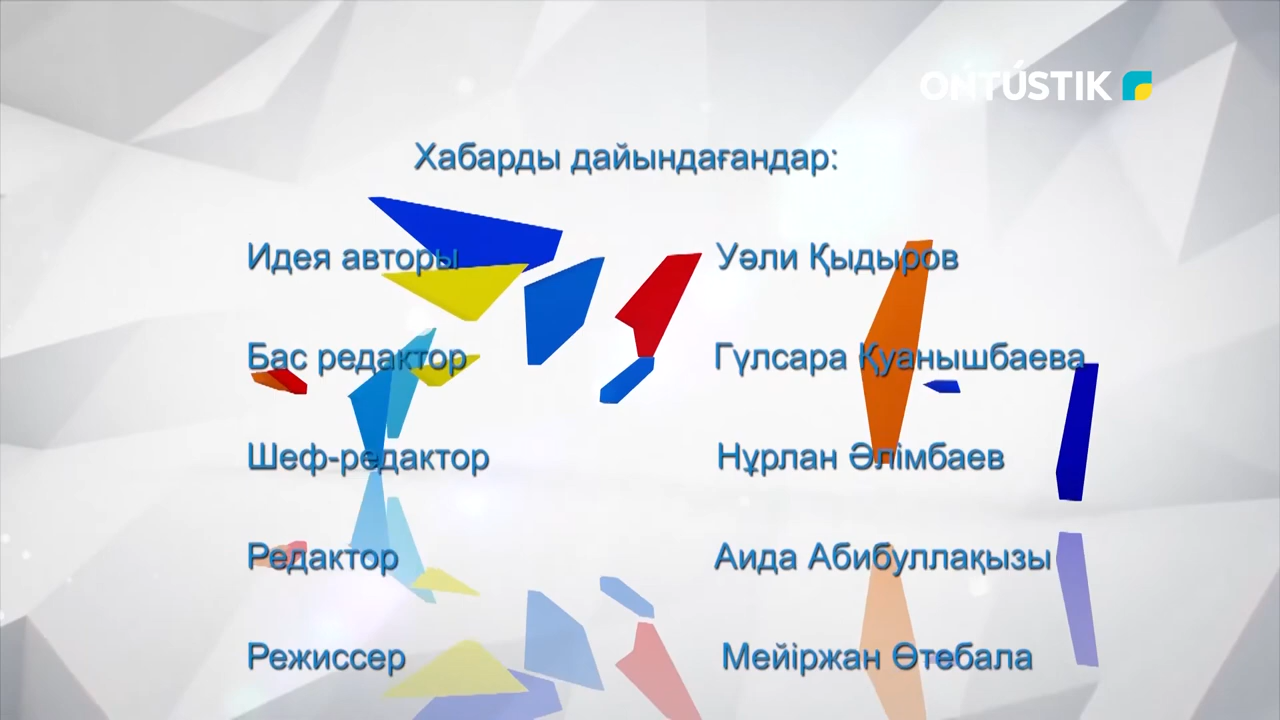 OŃTÚSTIK
Хабарды дайындағандар:
Идея авторы Уәли Қыдыров
Бас редактор Гүлсара Қуанышбаева
Шеф-редактор Нұрлан Әлімбаев
Редактор Аида Абибуллақызы
Режиссер Мейіржан Өтебала